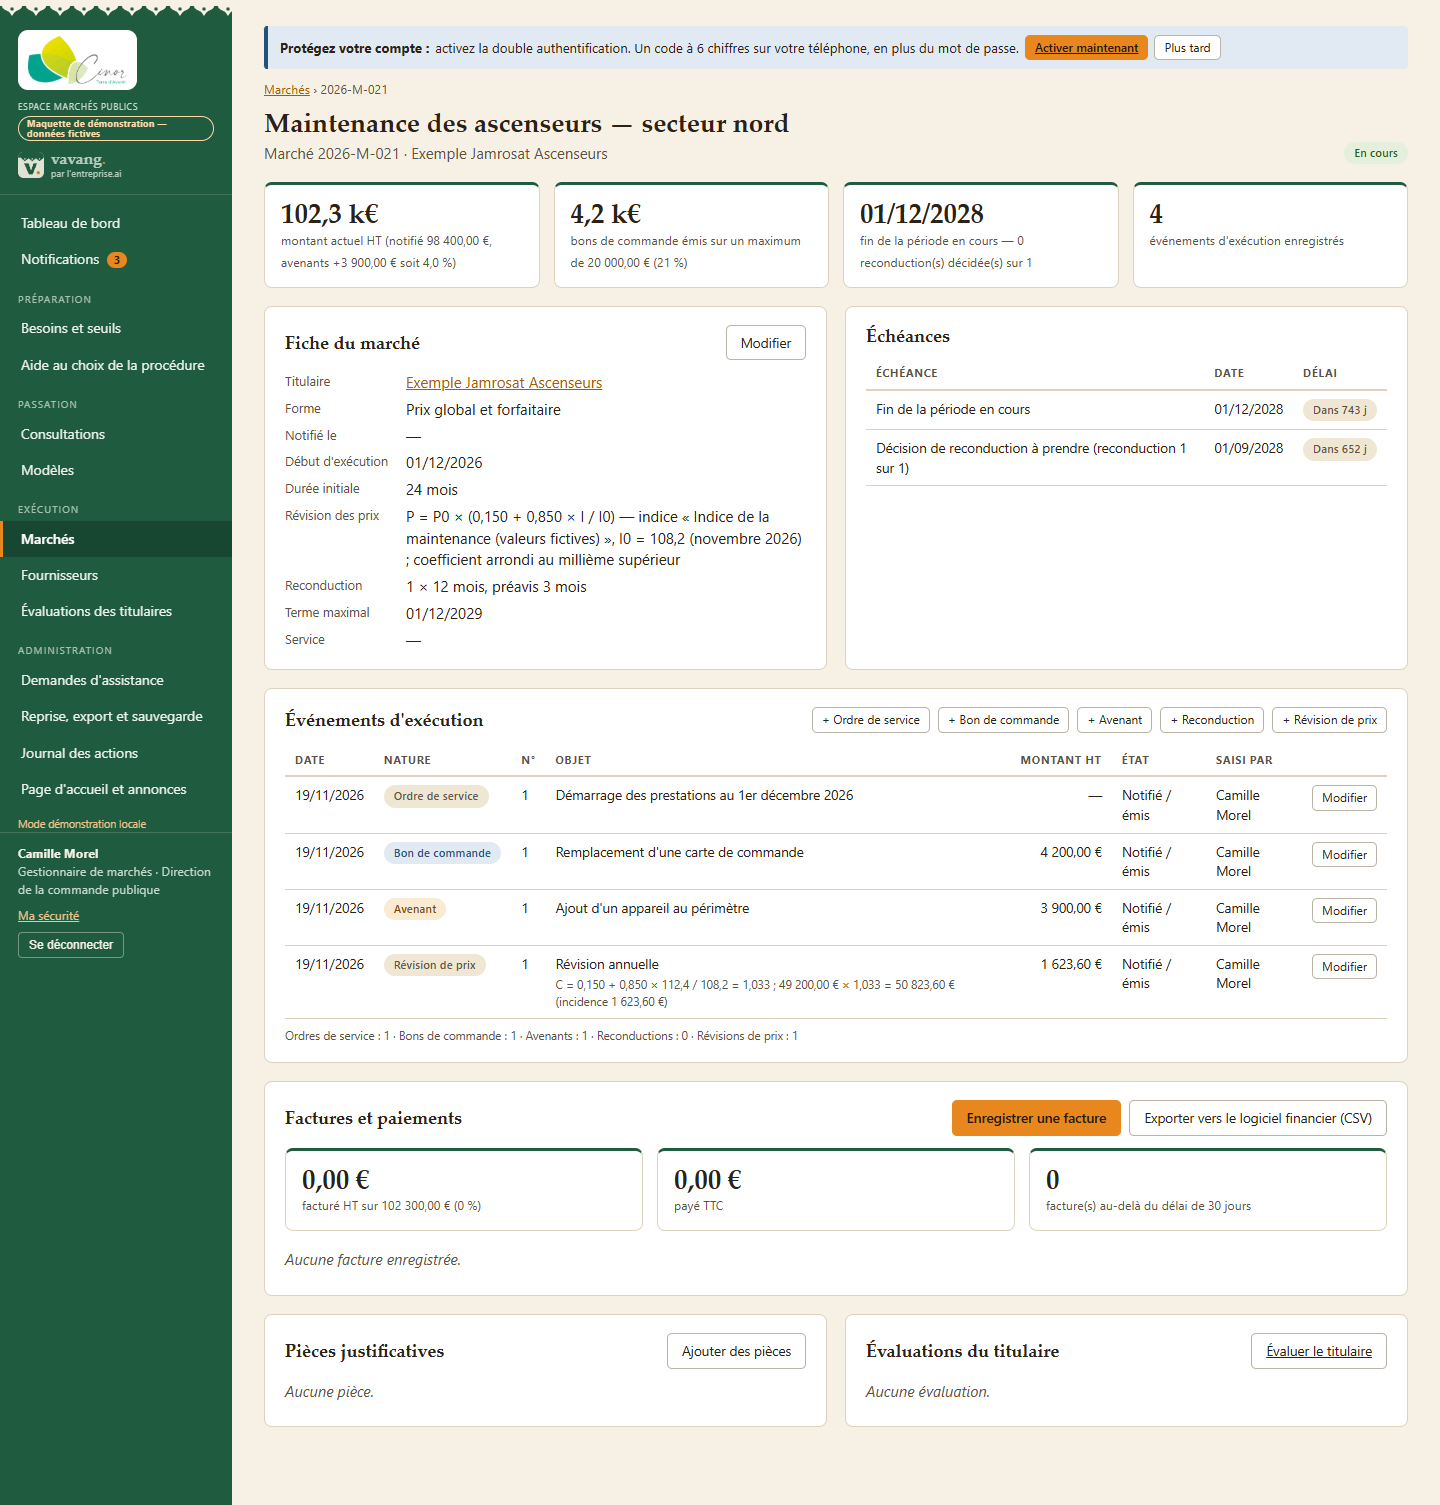 Cinor
ESPACE MARCHÉS PUBLICS
Maquette de démonstration —
données fictives
vavang.
par l'entreprise.ai
Tableau de bord
Notifications 3
PRÉPARATION
Besoins et seuils
Aide au choix de la procédure
PASSATION
Consultations
Modèles
EXÉCUTION
Marchés
Fournisseurs
Évaluations des titulaires
ADMINISTRATION
Demandes d'assistance
Reprise, export et sauvegarde
Journal des actions
Page d'accueil et annonces
Mode démonstration locale
Camille Morel
Gestionnaire de marchés · Direction
de la commande publique
Ma sécurité
Se déconnecter
Protégez votre compte : activez la double authentification. Un code à 6 chiffres sur votre téléphone, en plus du mot de passe. Activer maintenant Plus tard
Marchés › 2026-M-021
Maintenance des ascenseurs — secteur nord
Marché 2026-M-021 · Exemple Jamrosat Ascenseurs
En cours
102,3 k€
montant actuel HT (notifié 98 400,00 €,
avenants +3 900,00 € soit 4,0 %)
4,2 k€
bons de commande émis sur un maximum
de 20 000,00 € (21 %)
01/12/2028
fin de la période en cours — 0
reconduction(s) décidée(s) sur 1
4
événements d'exécution enregistrés
Fiche du marché
Modifier
Titulaire Exemple Jamrosat Ascenseurs
Forme Prix global et forfaitaire
Notifié le —
Début d'exécution 01/12/2026
Durée initiale 24 mois
Révision des prix P = P0 × (0,150 + 0,850 × I / I0) — indice « Indice de la
maintenance (valeurs fictives) », I0 = 108,2 (novembre 2026)
; coefficient arrondi au millième supérieur
Reconduction 1 × 12 mois, préavis 3 mois
Terme maximal 01/12/2029
Service —
Échéances
ÉCHÉANCE DATE DÉLAI
Fin de la période en cours 01/12/2028 Dans 743 j
Décision de reconduction à prendre (reconduction 1 01/09/2028 Dans 652 j
sur 1)
Événements d'exécution
+ Ordre de service + Bon de commande + Avenant + Reconduction + Révision de prix
DATE NATURE N° OBJET MONTANT HT ÉTAT SAISI PAR
19/11/2026 Ordre de service 1 Démarrage des prestations au 1er décembre 2026 — Notifié / Camille Modifier
émis Morel
19/11/2026 Bon de commande 1 Remplacement d'une carte de commande 4 200,00 € Notifié / Camille Modifier
émis Morel
19/11/2026 Avenant 1 Ajout d'un appareil au périmètre 3 900,00 € Notifié / Camille Modifier
émis Morel
19/11/2026 Révision de prix 1 Révision annuelle 1 623,60 € Notifié / Camille Modifier
émis Morel
C = 0,150 + 0,850 × 112,4 / 108,2 = 1,033 ; 49 200,00 € × 1,033 = 50 823,60 €
(incidence 1 623,60 €)
Ordres de service : 1 · Bons de commande : 1 · Avenants : 1 · Reconductions : 0 · Révisions de prix : 1
Factures et paiements
Enregistrer une facture Exporter vers le logiciel financier (CSV)
0,00 €
facturé HT sur 102 300,00 € (0 %)
0,00 €
payé TTC
0
facture(s) au-delà du délai de 30 jours
Aucune facture enregistrée.
Pièces justificatives
Ajouter des pièces
Aucune pièce.
Évaluations du titulaire
Évaluer le titulaire
Aucune évaluation.